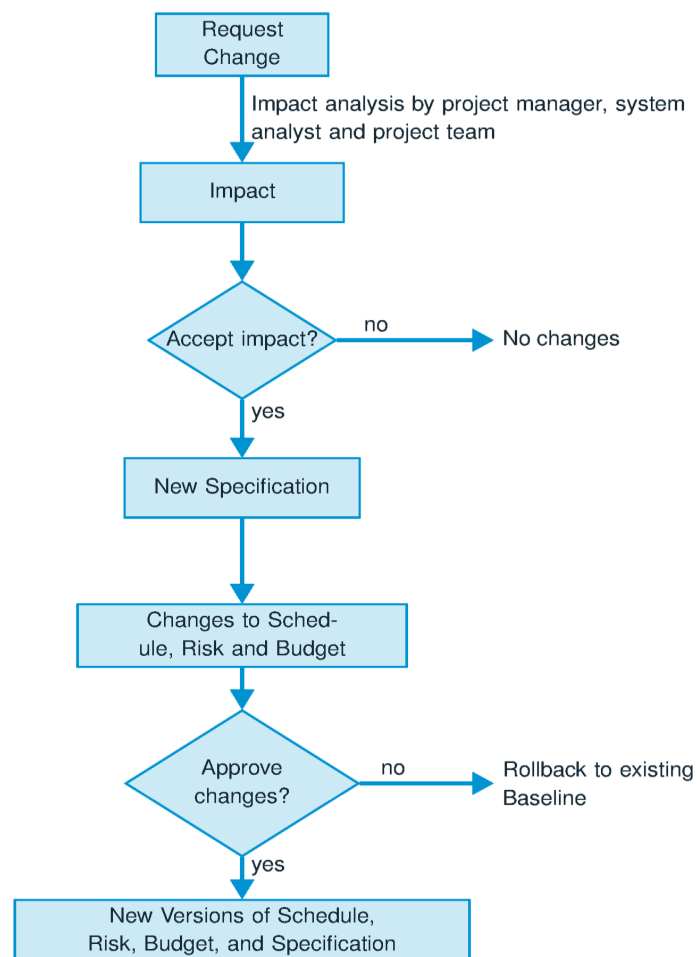 Request
Change
Impact analysis by project manager, system
analyst and project team
Impact
Accept impact?
no
No changes
yes
New Specification
Changes to Sched-
ule, Risk and Budget
Approve
changes?
no
Rollback to existing
Baseline
yes
New Versions of Schedule,
Risk, Budget, and Specification